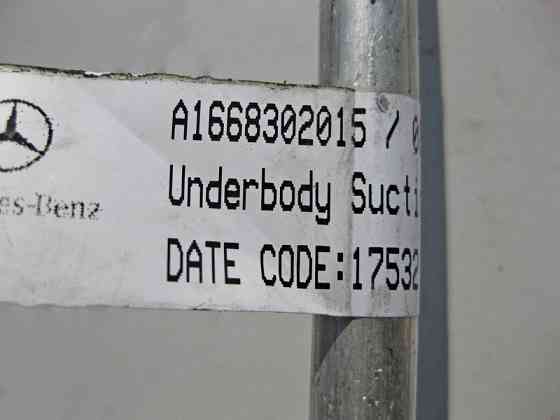 A1668302015 / 0
Underbody Sucti
es-Benz
DATE CODE:17532